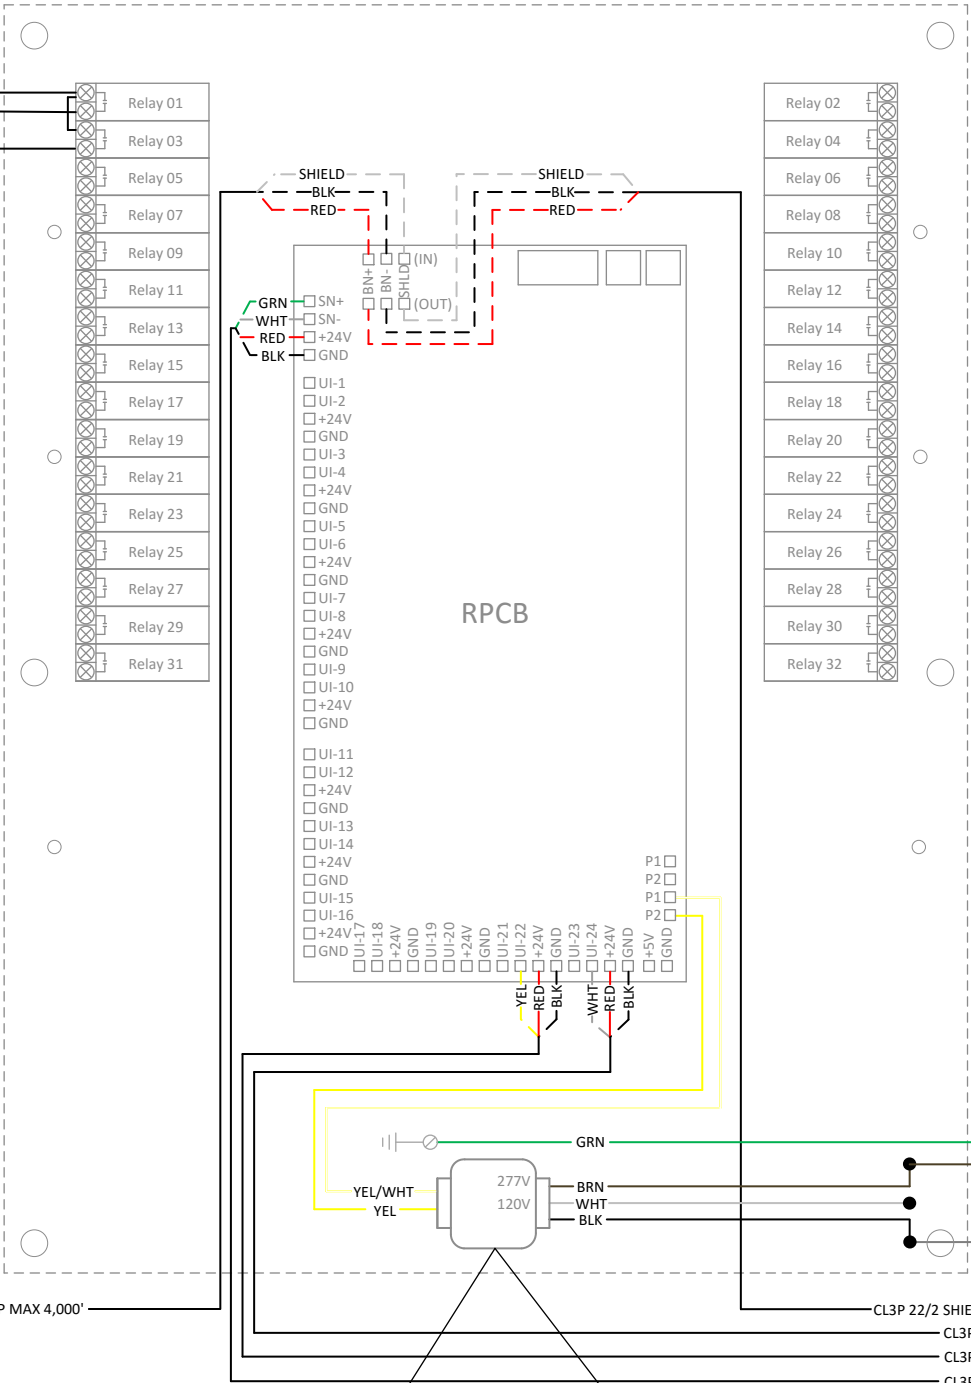 Relay 01
Relay 03
Relay 05
Relay 07
Relay 09
Relay 11
Relay 13
Relay 15
Relay 17
Relay 19
Relay 21
Relay 23
Relay 25
Relay 27
Relay 29
Relay 31
Relay 02
Relay 04
Relay 06
Relay 08
Relay 10
Relay 12
Relay 14
Relay 16
Relay 18
Relay 20
Relay 22
Relay 24
Relay 26
Relay 28
Relay 30
Relay 32
SHIELD
BLK
RED
SHIELD
BLK
RED
BN+
BN-
SHLD
(IN)
(OUT)
GRN
WHT
RED
BLK
SN+
SN-
+24V
GND
UI-1
UI-2
+24V
GND
UI-3
UI-4
+24V
GND
UI-5
UI-6
+24V
GND
UI-7
UI-8
+24V
GND
UI-9
UI-10
+24V
GND
UI-11
UI-12
+24V
GND
UI-13
UI-14
+24V
GND
UI-15
UI-16
+24V
GND
RPCB
P1
P2
P1
P2
UI-17
UI-18
+24V
GND
UI-19
UI-20
+24V
GND
UI-21
UI-22
+24V
GND
UI-23
UI-24
+24V
GND
+5V
GND
YEL
RED
BLK
WHT
RED
BLK
GRN
277V
120V
YEL/WHT
YEL
BRN
WHT
BLK
P MAX 4,000'
CL3P 22/2 SHIE
CL3P
CL3P
CL3P